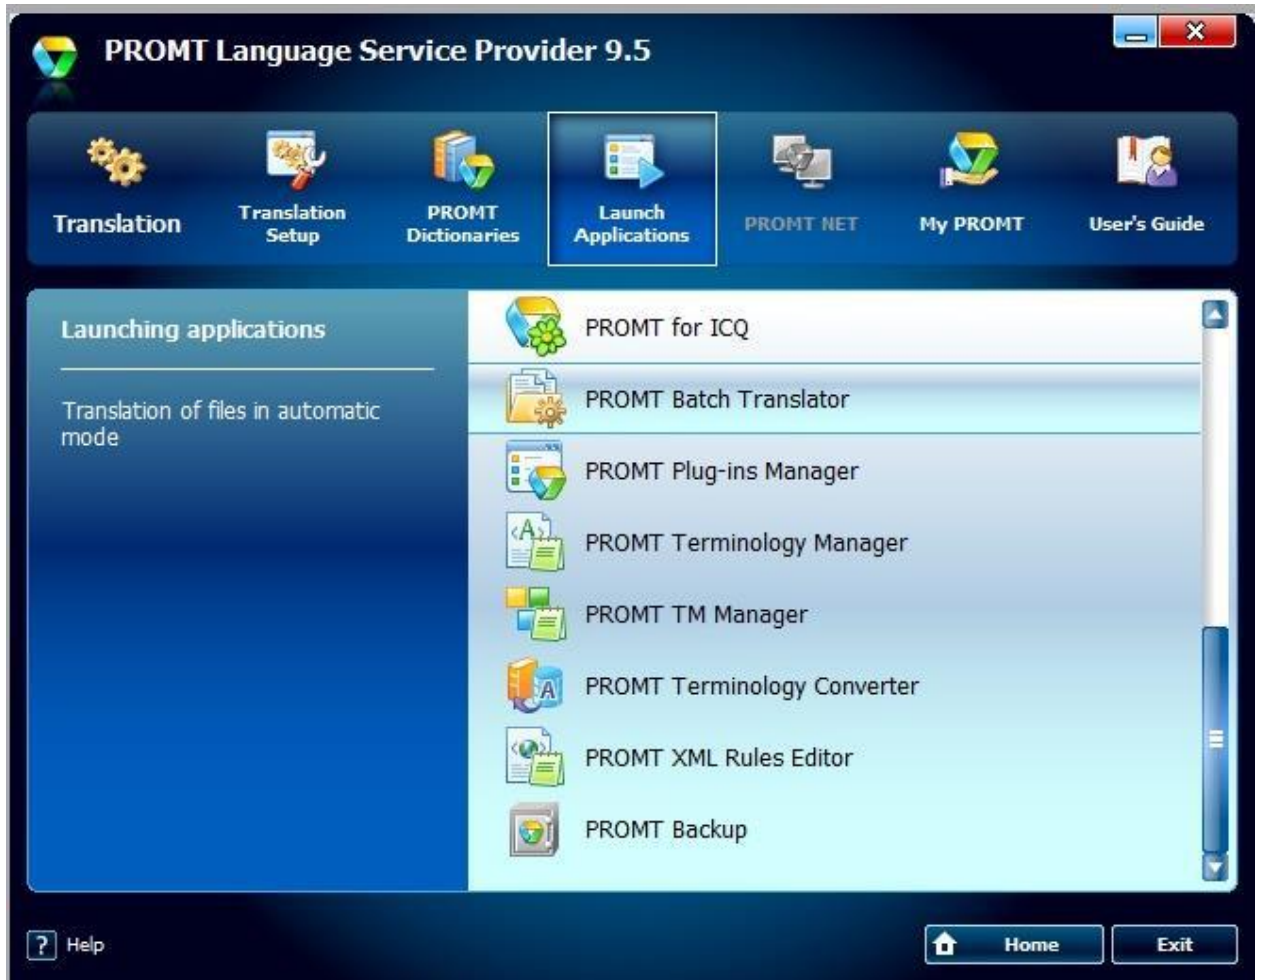 PROMT Language Service Provider 9.5
Translation
Translation
Setup
PROMT
Dictionaries
Launch
Applications
PROMT NET
My PROMT
User's Guide
Launching applications
Translation of files in automatic
mode
PROMT for ICQ
PROMT Batch Translator
PROMT Plug-ins Manager
PROMT Terminology Manager
PROMT TM Manager
PROMT Terminology Converter
PROMT XML Rules Editor
PROMT Backup
? Help
Home
Exit